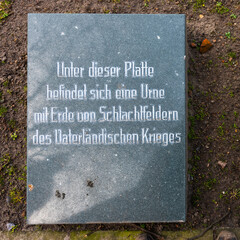 Unter dieser Platte
befindet sich eine Urne
mit Erde von Schlachtfeldern
des Vaterländischen Krieges